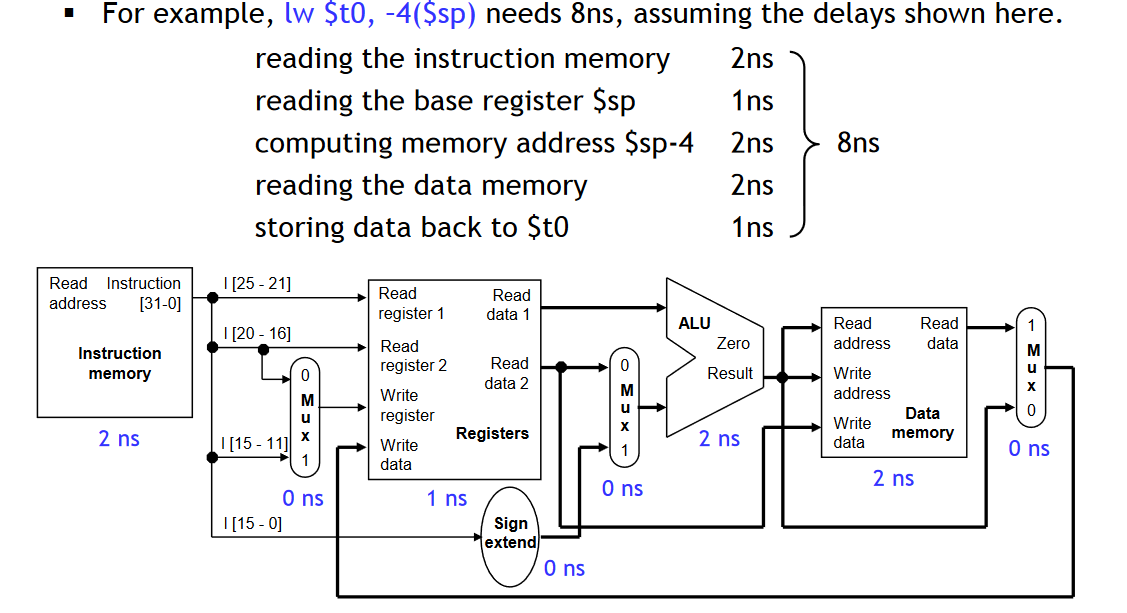 ▪ For example, lw $t0, -4($sp) needs 8ns, assuming the delays shown here.
reading the instruction memory 2ns
reading the base register $sp 1ns
computing memory address $sp-4 2ns 8ns
reading the data memory 2ns
storing data back to $t0 1ns
Read address
Instruction [31-0]
Instruction memory
2 ns
I [25 - 21]
I [20 - 16]
I [15 - 11]
I [15 - 0]
0
M
u
x
1
0 ns
Read register 1
Read register 2
Write register
Write data
Read data 1
Read data 2
Registers
1 ns
Sign extend
0 ns
0
M
u
x
1
0 ns
ALU
Zero
Result
2 ns
Read address
Write address
Write data
Read data
Data memory
2 ns
1
M
u
x
0
0 ns